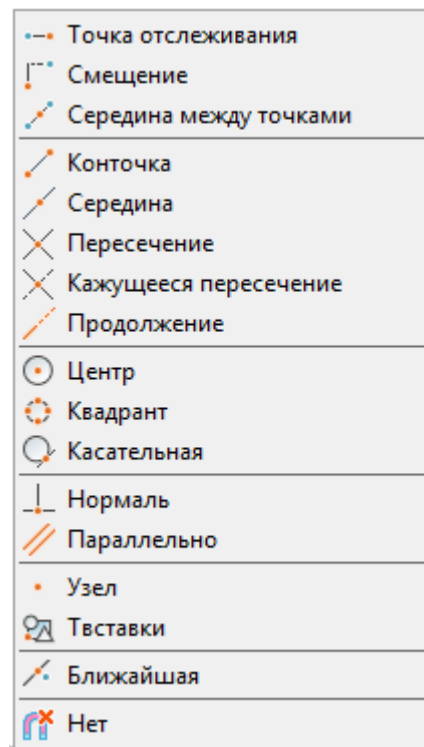 Точка отслеживания
Смещение
Середина между точками
Конточка
Середина
Пересечение
Кажущееся пересечение
Продолжение
Центр
Квадрант
Касательная
Нормаль
Параллельно
Узел
Твставки
Ближайшая
Нет